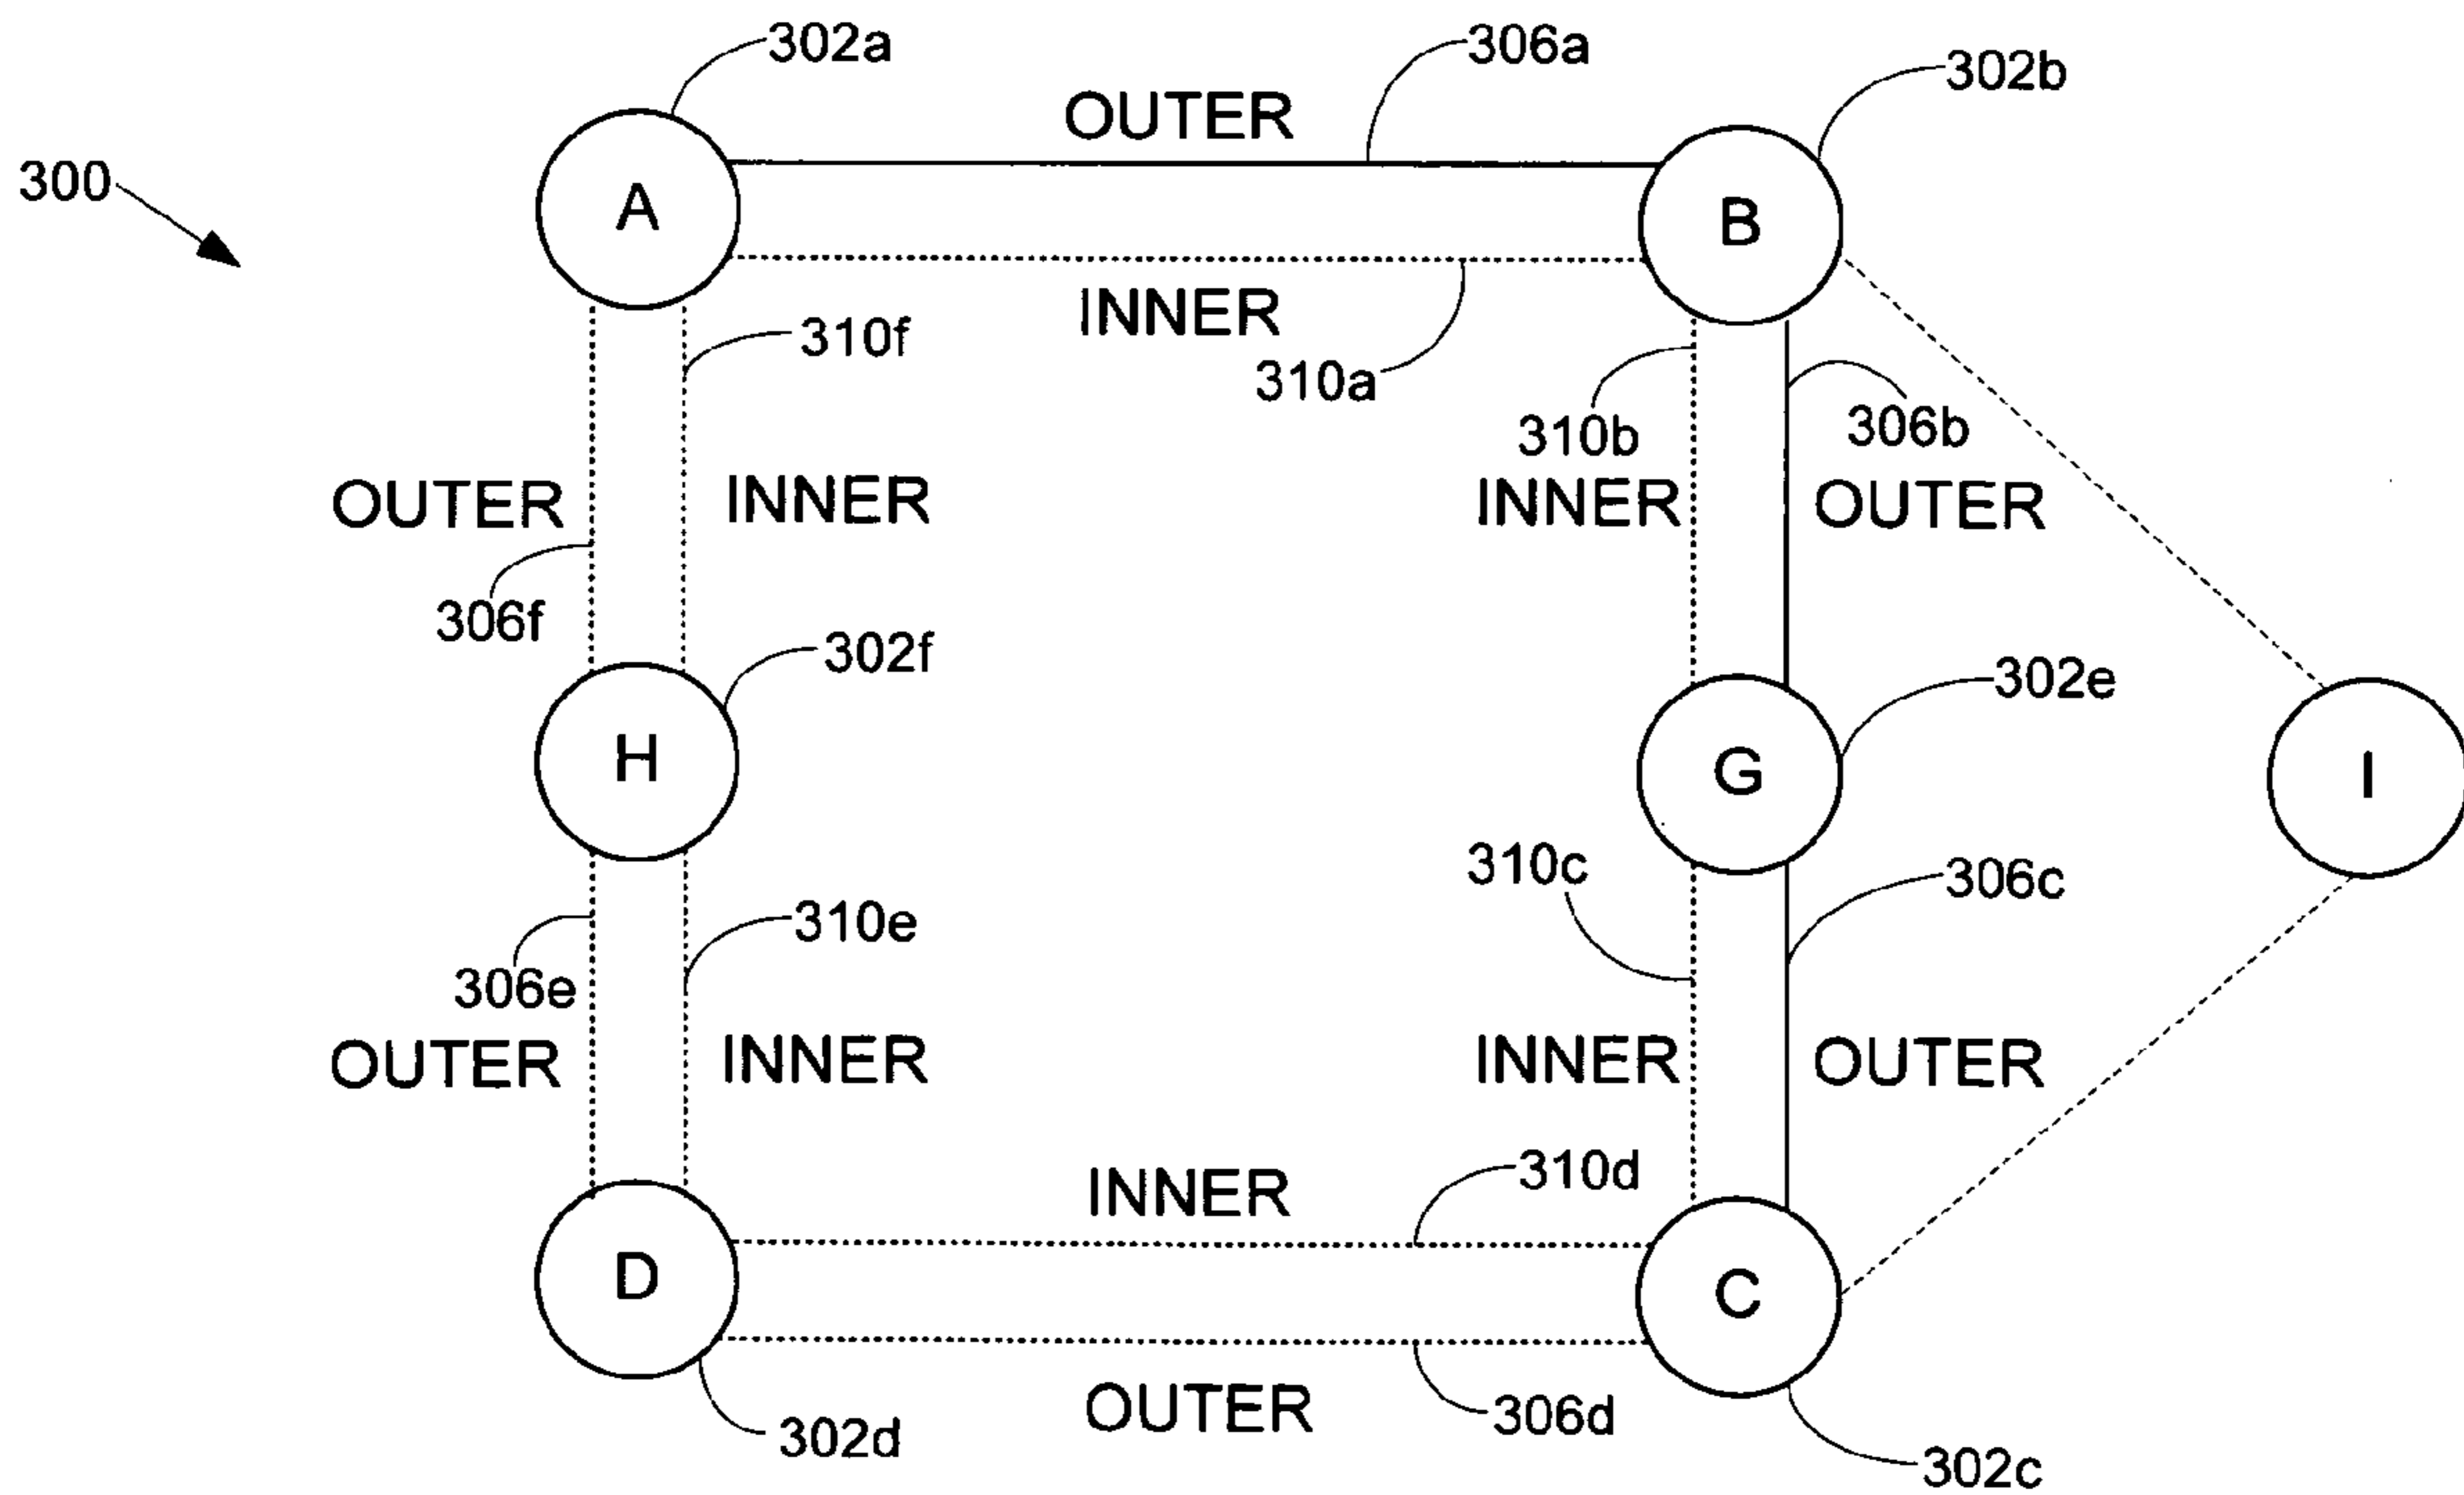 302a
306a
302b
OUTER
300
A
B
INNER
310f
310a
310b
306b
OUTER
INNER
INNER
OUTER
306f
302f
302e
H
G
I
310c
306c
310e
306e
OUTER
INNER
INNER
OUTER
INNER
310d
D
C
OUTER
306d
302d
302c